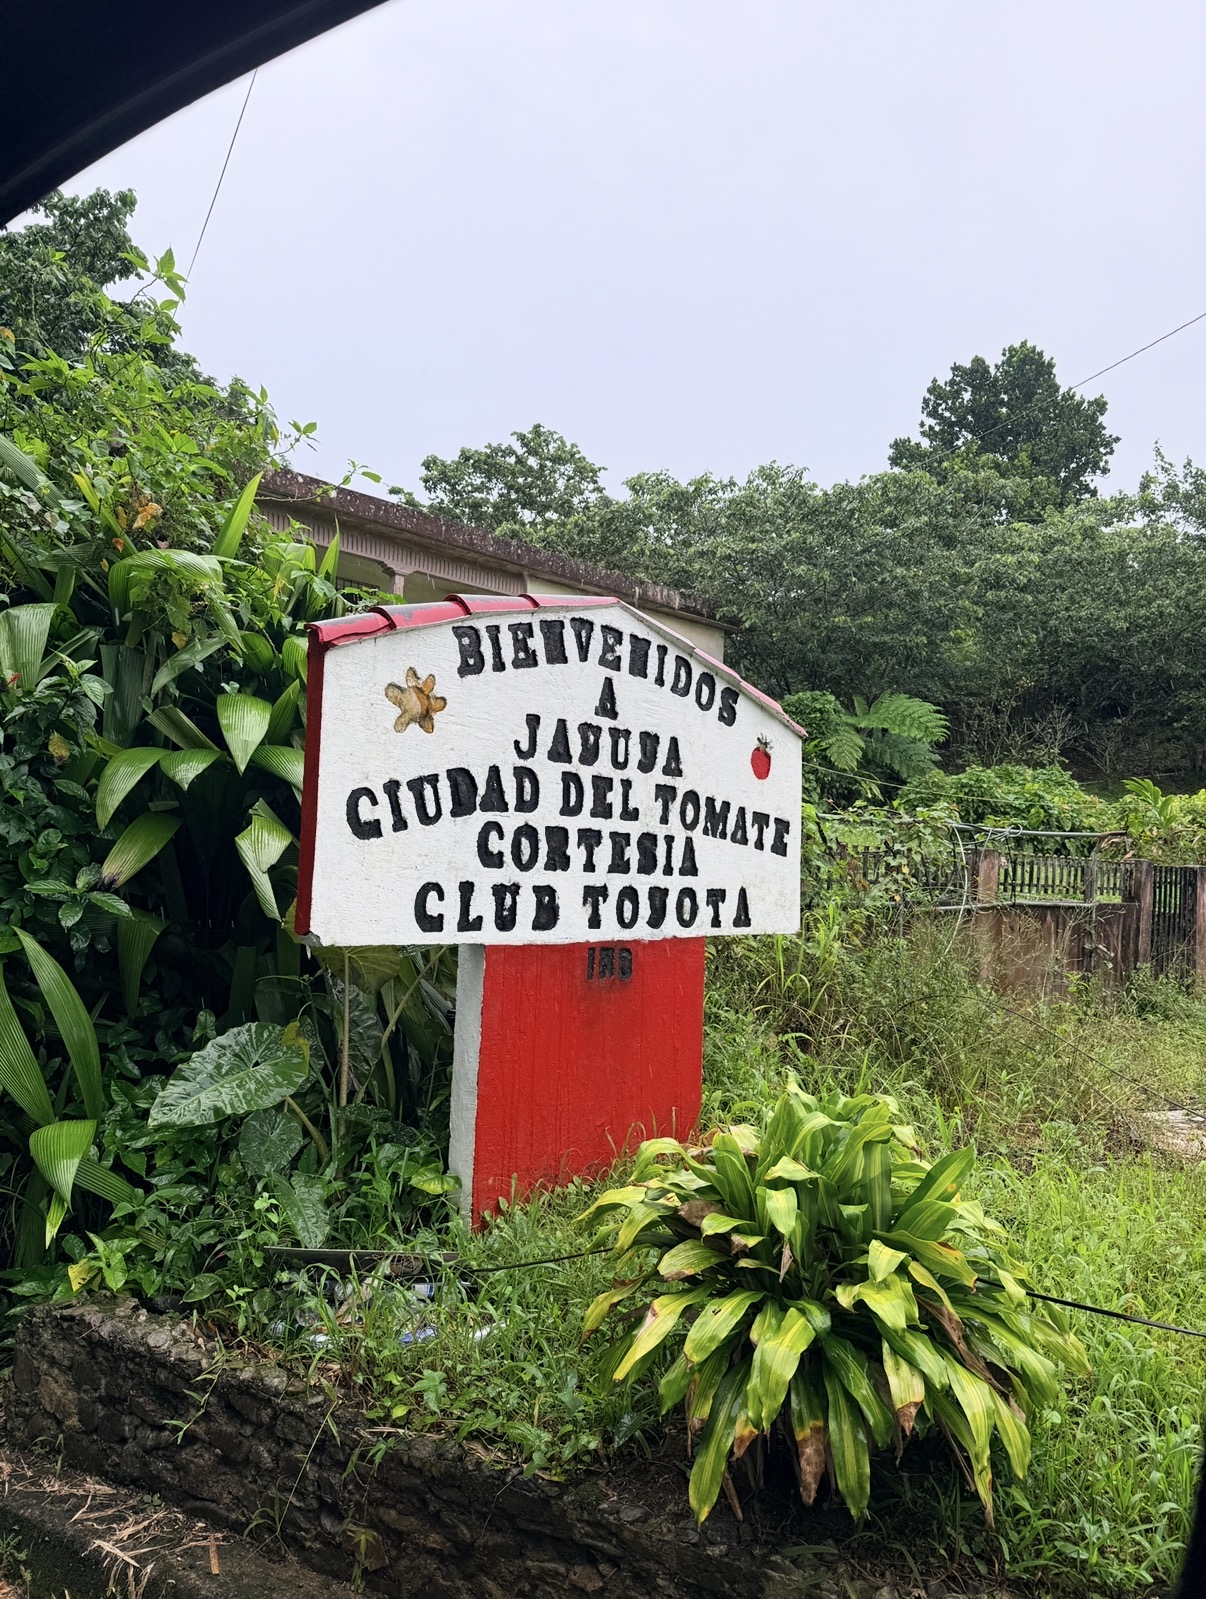 BIENVENIDOS
A
JAYUYA
CIUDAD DEL TOMATE
CORTESIA
CLUB TOYOTA